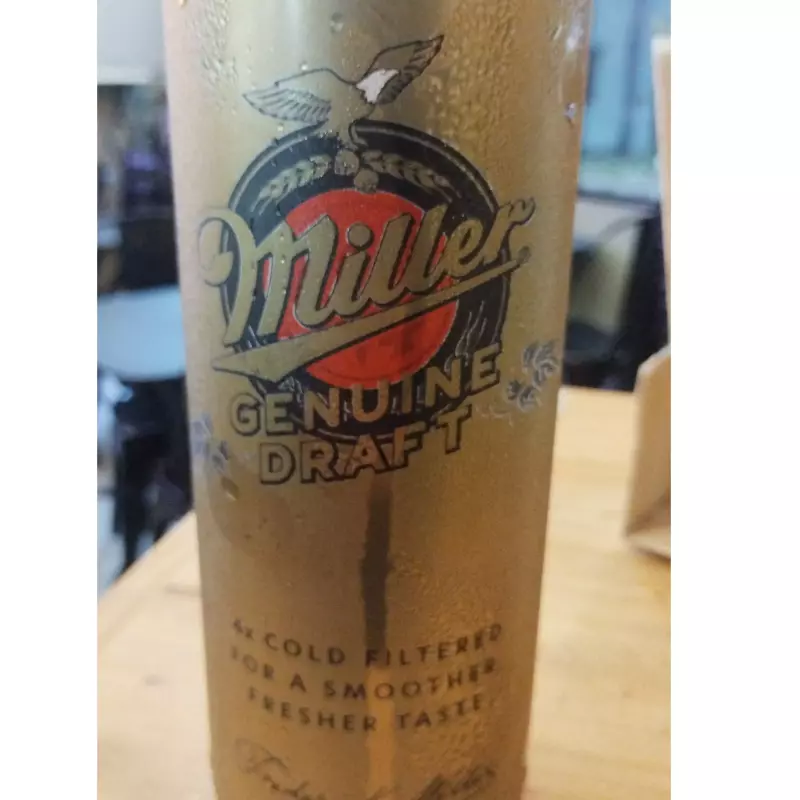 Miller
GENUINE
DRAFT
4x COLD FILTERED
FOR A SMOOTHER
FRESHER TASTE